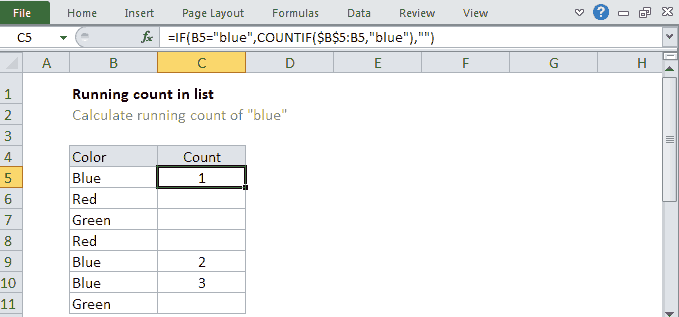 File Home Insert Page Layout Formulas Data Review View ?
C5 fx =IF(B5="blue",COUNTIF($B$5:B5,"blue"),"")
A B C D E F G H
1 Running count in list
2 Calculate running count of "blue"
3
4 Color Count
5 Blue 1
6 Red
7 Green
8 Red
9 Blue 2
10 Blue 3
11 Green